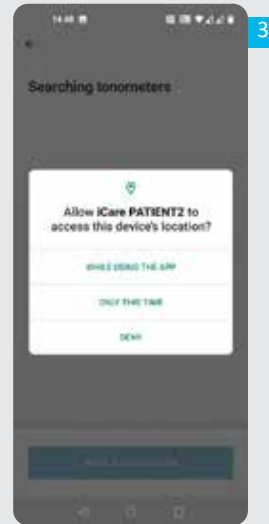 3
14:48
Searching tonometers
Allow iCare PATIENT2 to
access this device's location?
WHILE USING THE APP
ONLY THIS TIME
DENY